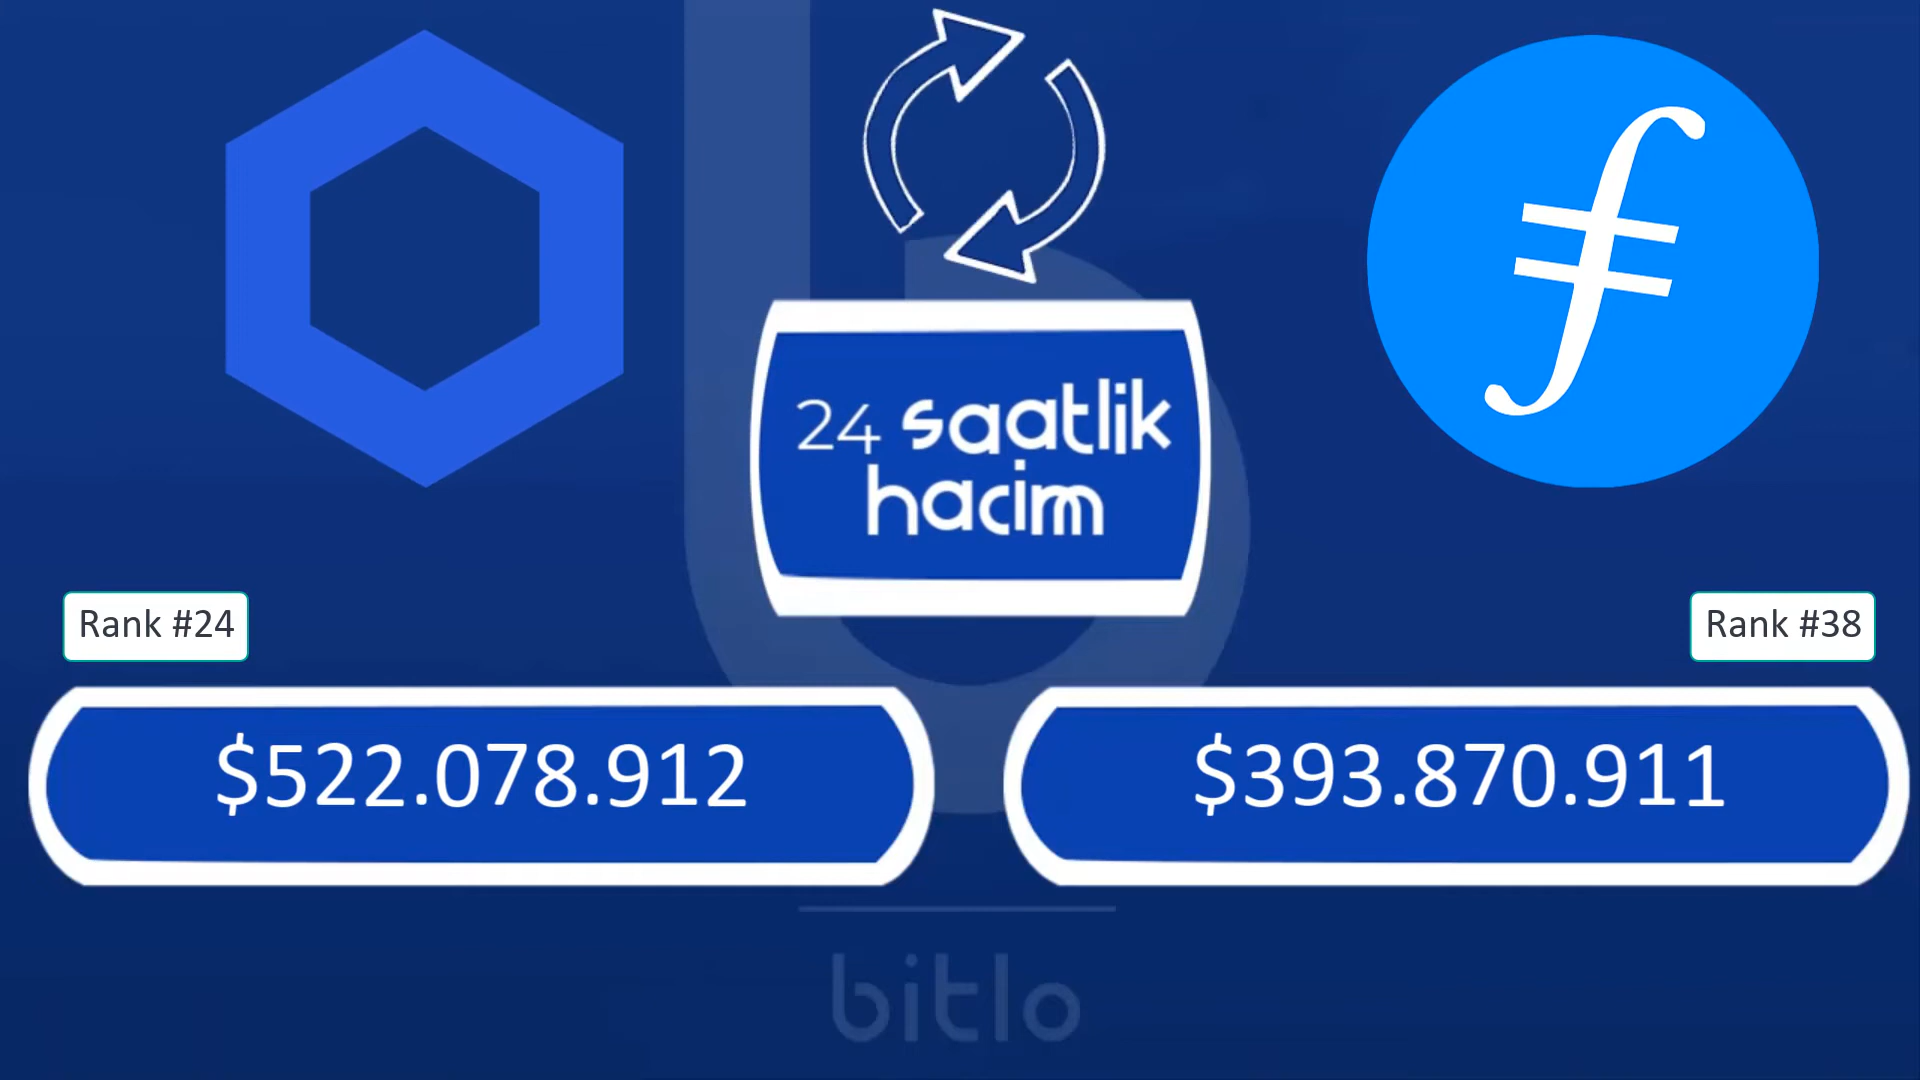 24 saatlik
hacim
Rank #24
Rank #38
$522.078.912
$393.870.911
bitlo